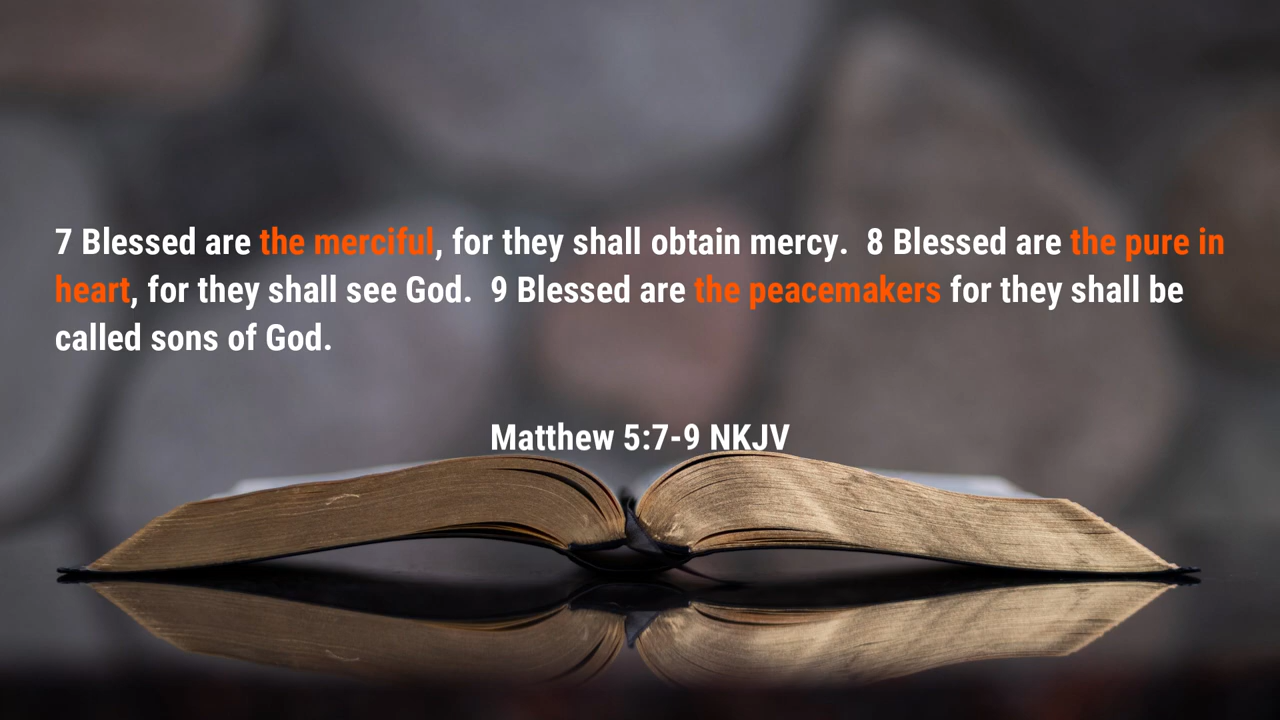 7 Blessed are the merciful, for they shall obtain mercy.  8 Blessed are the pure in
heart, for they shall see God.  9 Blessed are the peacemakers for they shall be
called sons of God.
Matthew 5:7-9 NKJV